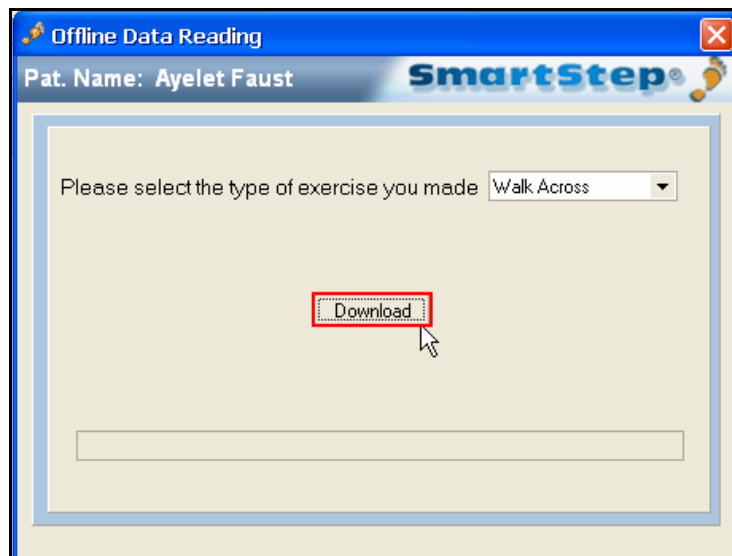 Offline Data Reading
Pat. Name: Ayelet Faust SmartStep®
Please select the type of exercise you made Walk Across
Download